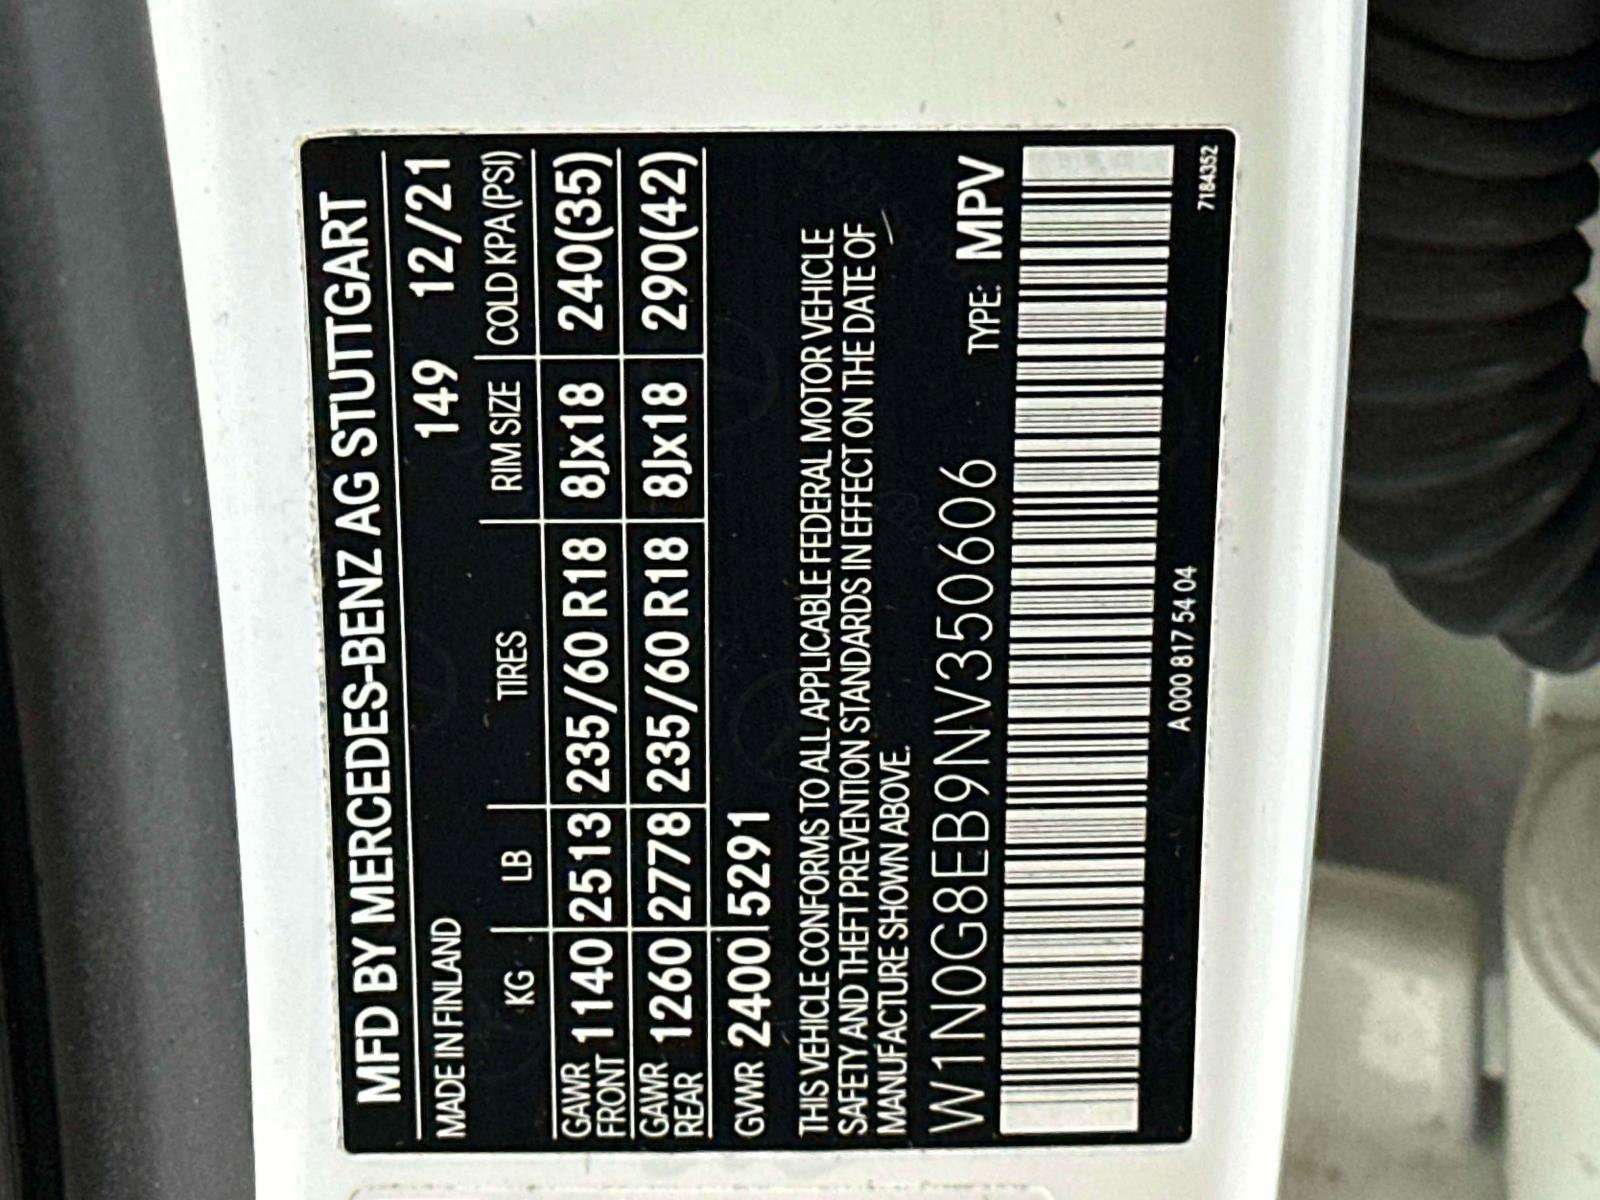 MFD BY MERCEDES-BENZ AG STUTTGART
MADE IN FINLAND 149 12/21
KG LB TIRES RIM SIZE COLD KPA (PSI)
GAWR FRONT 1140 2513 235/60 R18 8Jx18 240(35)
GAWR REAR 1260 2778 235/60 R18 8Jx18 290(42)
GVWR 2400 5291
THIS VEHICLE CONFORMS TO ALL APPLICABLE FEDERAL MOTOR VEHICLE
SAFETY AND THEFT PREVENTION STANDARDS IN EFFECT ON THE DATE OF
MANUFACTURE SHOWN ABOVE.
W1N0G8EB9NV350606 TYPE: MPV
A 000 817 54 04
7184352